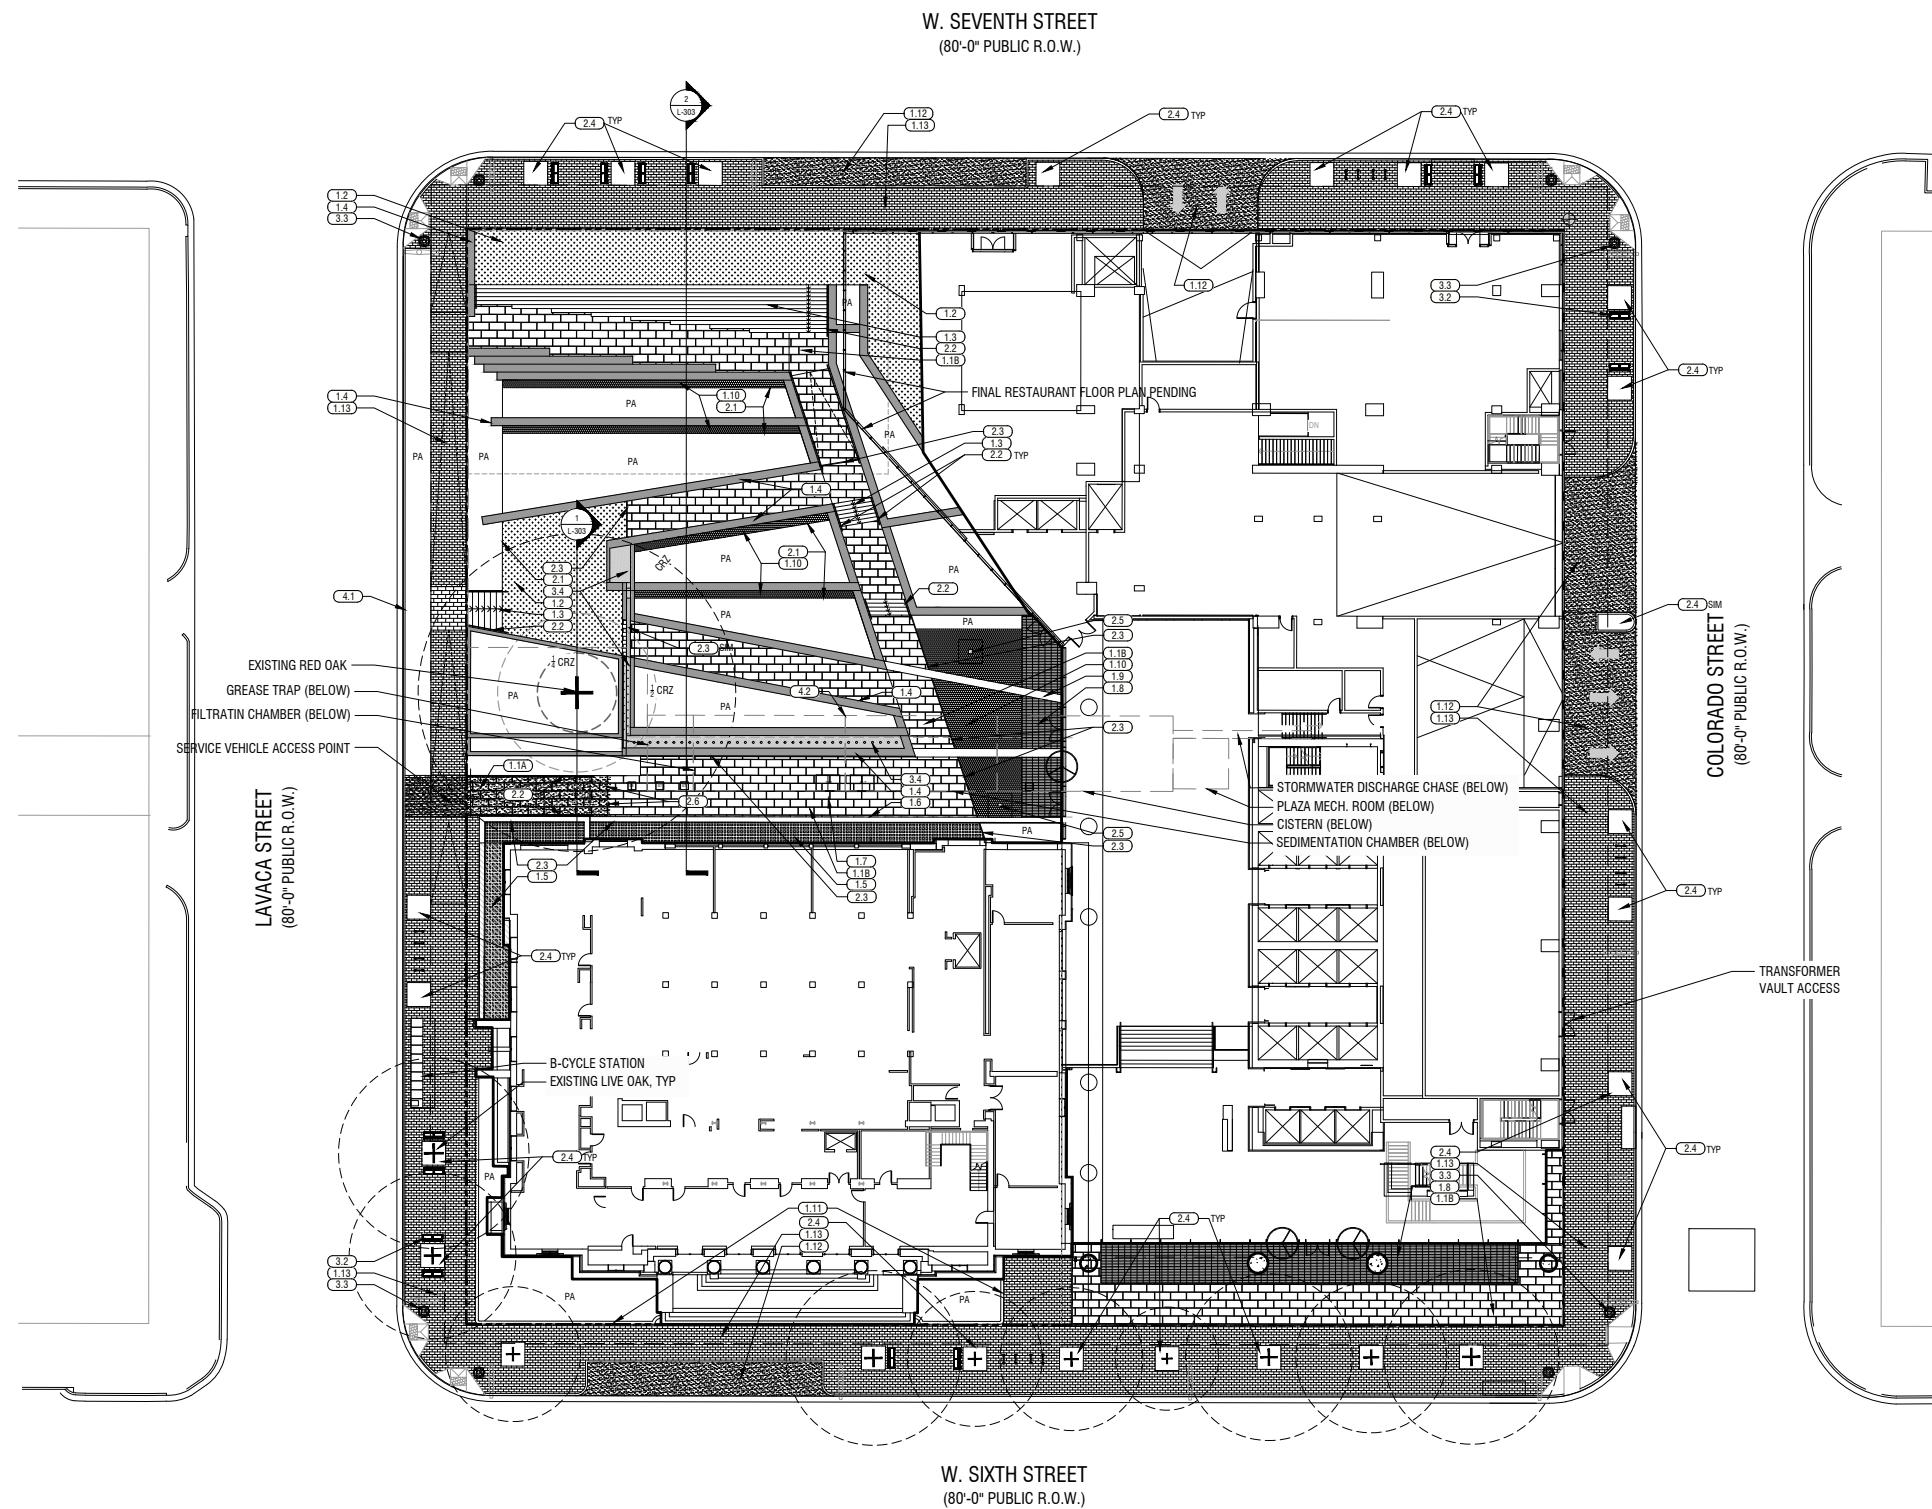 W. SEVENTH STREET
(80'-0" PUBLIC R.O.W.)
2
L-303
2.4 TYP
1.12
1.13
2.4 TYP
2.4 TYP
1.2
1.4
3.3
1.12
3.3
3.2
PA
1.2
1.3
2.2
1.1B
2.4 TYP
1.4
1.13
PA
1.10
2.1
FINAL RESTAURANT FLOOR PLAN PENDING
DN
PA
2.3
1.3
2.2 TYP
PA
PA
PA
1.4
1
L-303
2.1
1.10
PA
CRZ
PA
2.3
2.1
3.4
1.2
1.3
2.2
2.2
4.1
2.4 SIM
PA
PA
2.5
2.3
2.3 SIM
1.1B
1.10
1.9
1.8
EXISTING RED OAK
½ CRZ
GREASE TRAP (BELOW)
PA
½ CRZ
4.2
1.4
PA
1.12
1.13
FILTRATIN CHAMBER (BELOW)
2.3
SERVICE VEHICLE ACCESS POINT
1.1A
2.2
2.6
3.4
1.4
1.6
STORMWATER DISCHARGE CHASE (BELOW)
PLAZA MECH. ROOM (BELOW)
CISTERN (BELOW)
SEDIMENTATION CHAMBER (BELOW)
COLORADO STREET
(80'-0" PUBLIC R.O.W.)
LAVACA STREET
(80'-0" PUBLIC R.O.W.)
PA
2.5
2.3
2.3
1.5
1.7
1.1B
1.5
2.3
2.4 TYP
2.4 TYP
TRANSFORMER
VAULT ACCESS
B-CYCLE STATION
EXISTING LIVE OAK, TYP
2.4 TYP
PA
2.4
1.13
3.3
1.8
1.1B
2.4 TYP
1.11
2.4
1.13
1.12
2.4 TYP
3.2
1.13
3.3
PA
PA
W. SIXTH STREET
(80'-0" PUBLIC R.O.W.)